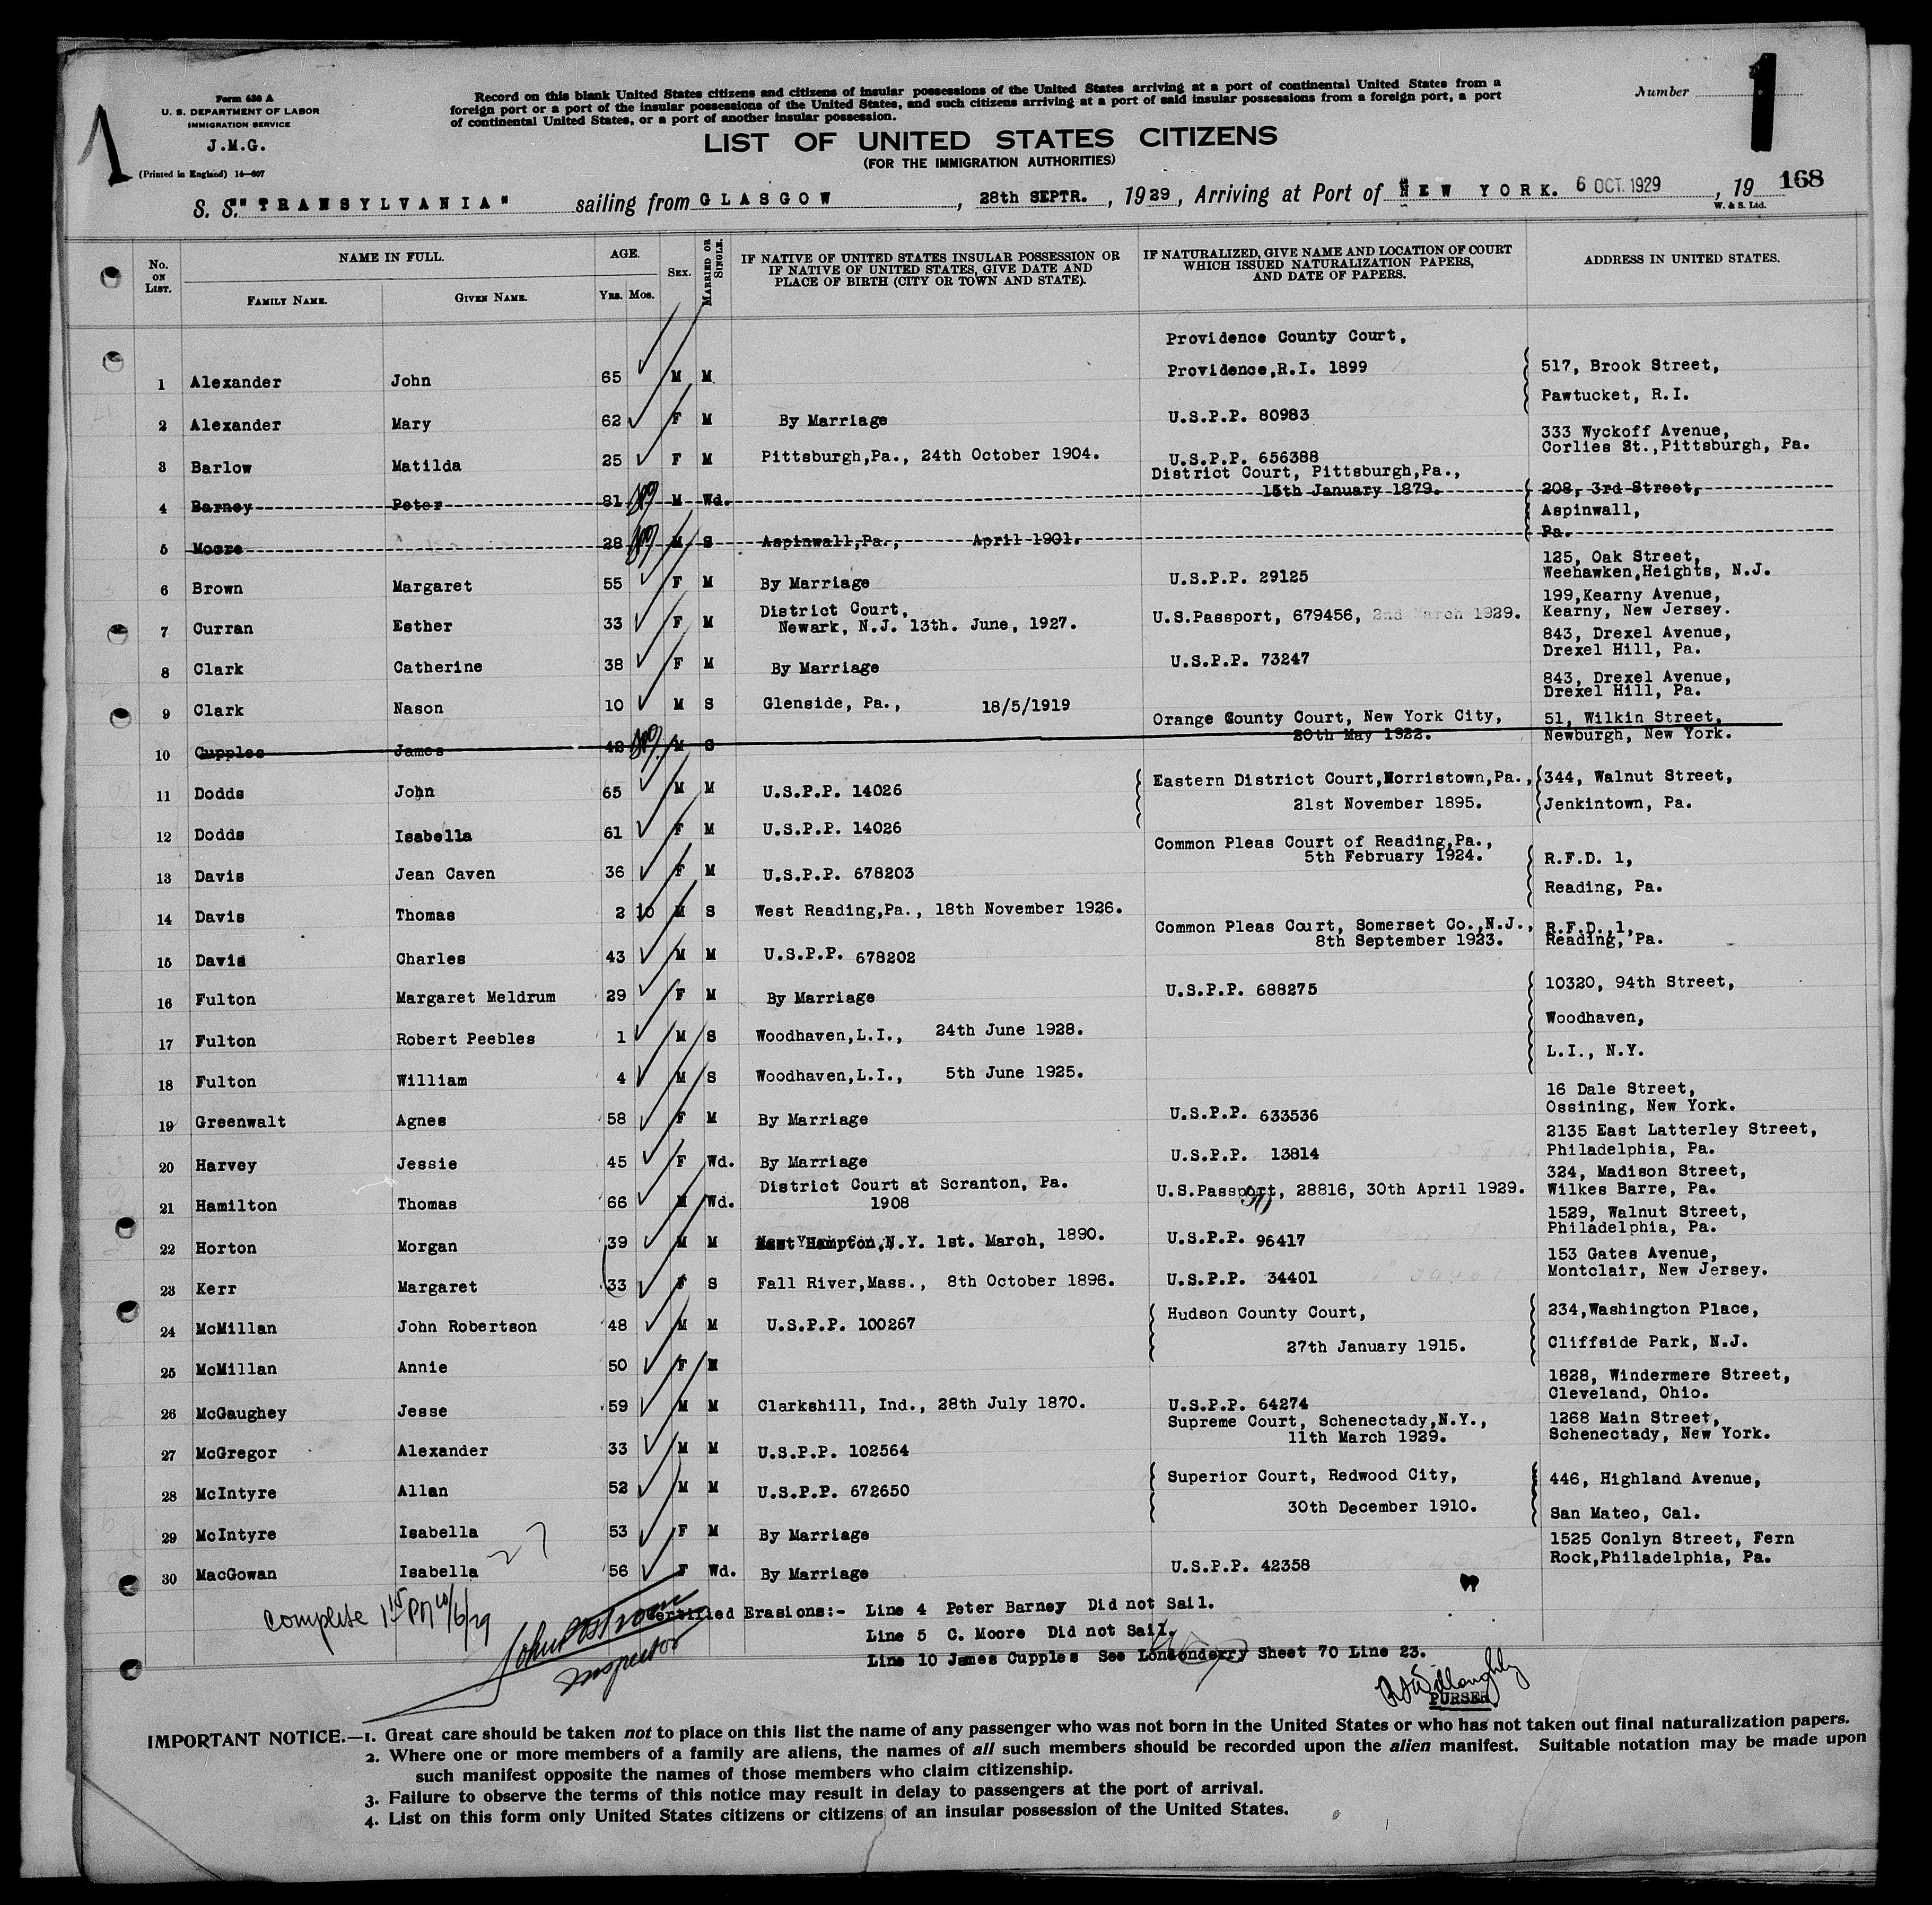 Form 630 A
U. S. DEPARTMENT OF LABOR
IMMIGRATION SERVICE
J.M.G.
(Printed in England) 14—607
Record on this blank United States citizens and citizens of insular possessions of the United States arriving at a port of continental United States from a
foreign port or a port of the insular possessions of the United States, and such citizens arriving at a port of said insular possessions from a foreign port, a port
of continental United States, or a port of another insular possession.
Number 1
LIST OF UNITED STATES CITIZENS
(FOR THE IMMIGRATION AUTHORITIES)
S. S. "TRANSYLVANIA" sailing from GLASGOW, 28th SEPTR., 1929, Arriving at Port of NEW YORK. 6 OCT. 1929, 19 168
W. & S. Ltd.
No. ON LIST. NAME IN FULL. FAMILY NAME. GIVEN NAME. AGE. YRS. MOS. SEX. MARRIED OR SINGLE. IF NATIVE OF UNITED STATES INSULAR POSSESSION OR IF NATIVE OF UNITED STATES, GIVE DATE AND PLACE OF BIRTH (CITY OR TOWN AND STATE). IF NATURALIZED, GIVE NAME AND LOCATION OF COURT WHICH ISSUED NATURALIZATION PAPERS, AND DATE OF PAPERS. ADDRESS IN UNITED STATES.
1 Alexander John 65 M M Providence County Court, Providence,R.I. 1899 517, Brook Street, Pawtucket, R.I.
2 Alexander Mary 62 F M By Marriage U.S.P.P. 80983
3 Barlow Matilda 25 F M Pittsburgh,Pa., 24th October 1904. U.S.P.P. 656388 333 Wyckoff Avenue, Corlies St.,Pittsburgh, Pa.
4 Barney Peter 81 M Wd. District Court, Pittsburgh,Pa., 15th January 1879. 208, 3rd Street, Aspinwall, Pa.
5 Moore 28 M S Aspinwall,Pa., April 1901.
6 Brown Margaret 55 F M By Marriage U.S.P.P. 29125 125, Oak Street, Weehawken,Heights, N.J.
7 Curran Esther 33 F M District Court, Newark, N.J. 13th. June, 1927. U.S.Passport, 679456, 2nd March 1929. 199,Kearny Avenue, Kearny, New Jersey.
8 Clark Catherine 38 F M By Marriage U.S.P.P. 73247 843, Drexel Avenue, Drexel Hill, Pa.
9 Clark Nason 10 M S Glenside, Pa., 18/5/1919 843, Drexel Avenue, Drexel Hill, Pa.
10 Cupples James 42 M S Orange County Court, New York City, 20th May 1922. 51, Wilkin Street, Newburgh, New York.
11 Dodds John 65 M M U.S.P.P. 14026 Eastern District Court,Norristown,Pa., 21st November 1895. 344, Walnut Street, Jenkintown, Pa.
12 Dodds Isabella 61 F M U.S.P.P. 14026
13 Davis Jean Caven 36 F M U.S.P.P. 678203 Common Pleas Court of Reading,Pa., 5th February 1924. R.F.D. 1, Reading, Pa.
14 Davis Thomas 2 10 M S West Reading,Pa., 18th November 1926.
15 Davis Charles 43 M M U.S.P.P. 678202 Common Pleas Court, Somerset Co.,N.J., 8th September 1923. R.F.D.,1, Reading, Pa.
16 Fulton Margaret Meldrum 29 F M By Marriage U.S.P.P. 688275 10320, 94th Street, Woodhaven, L.I., N.Y.
17 Fulton Robert Peebles 1 M S Woodhaven,L.I., 24th June 1928.
18 Fulton William 4 M S Woodhaven,L.I., 5th June 1925.
19 Greenwalt Agnes 58 F M By Marriage U.S.P.P. 633536 16 Dale Street, Ossining, New York.
20 Harvey Jessie 45 F Wd. By Marriage U.S.P.P. 13814 2135 East Latterley Street, Philadelphia, Pa.
21 Hamilton Thomas 66 M Wd. District Court at Scranton, Pa. 1908 U.S.Passport, 28816, 30th April 1929. 324, Madison Street, Wilkes Barre, Pa.
22 Horton Morgan 39 M M East Hampton,N.Y. 1st. March, 1890. U.S.P.P. 96417 1529, Walnut Street, Philadelphia, Pa.
23 Kerr Margaret 33 F S Fall River,Mass., 8th October 1896. U.S.P.P. 34401 153 Gates Avenue, Montclair, New Jersey.
24 McMillan John Robertson 48 M M U.S.P.P. 100267 Hudson County Court, 27th January 1915. 234,Washington Place, Cliffside Park, N.J.
25 McMillan Annie 50 F M
26 McGaughey Jesse 59 M M Clarkshill, Ind., 28th July 1870. U.S.P.P. 64274 1828, Windermere Street, Cleveland, Ohio.
27 McGregor Alexander 33 M M U.S.P.P. 102564 Supreme Court, Schenectady,N.Y., 11th March 1929. 1268 Main Street, Schenectady, New York.
28 McIntyre Allan 52 M M U.S.P.P. 672650 Superior Court, Redwood City, 30th December 1910. 446, Highland Avenue, San Mateo, Cal.
29 McIntyre Isabella 53 F M By Marriage
30 MacGowan Isabella 56 F Wd. By Marriage U.S.P.P. 42358 1525 Conlyn Street, Fern Rock,Philadelphia, Pa.
27
Complete 1 15 PM 10/6/29
Inspector
Certified Erasions:- Line 4 Peter Barney Did not Sail.
Line 5 C. Moore Did not Sail.
Line 10 James Cupples See Londonderry Sheet 70 Line 23.
Willoughby
PURSER
IMPORTANT NOTICE.—1. Great care should be taken not to place on this list the name of any passenger who was not born in the United States or who has not taken out final naturalization papers.
2. Where one or more members of a family are aliens, the names of all such members should be recorded upon the alien manifest. Suitable notation may be made upon
such manifest opposite the names of those members who claim citizenship.
3. Failure to observe the terms of this notice may result in delay to passengers at the port of arrival.
4. List on this form only United States citizens or citizens of an insular possession of the United States.